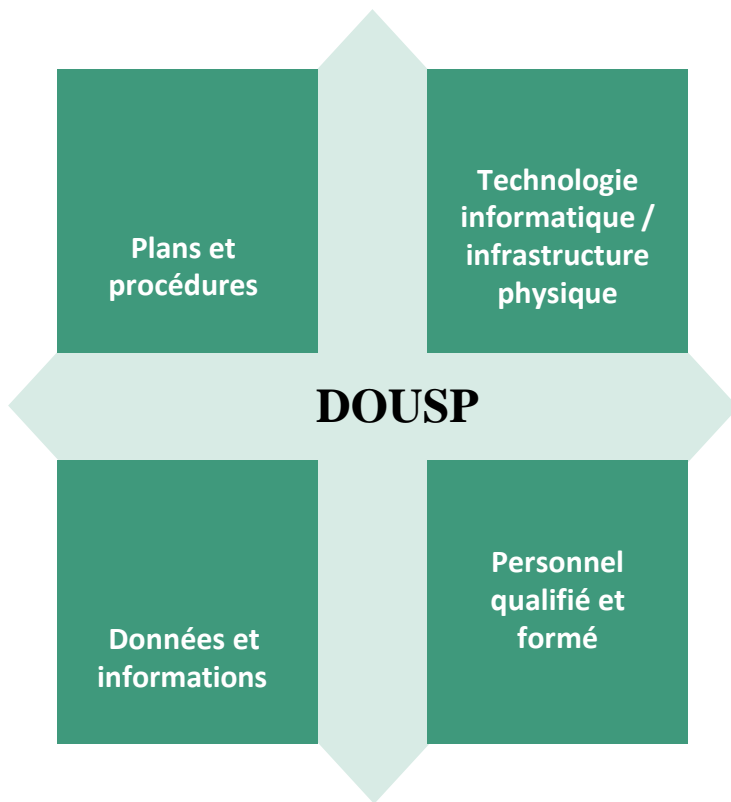 Plans et
procédures
Technologie
informatique /
infrastructure
physique
DOUSP
Données et
informations
Personnel
qualifié et
formé